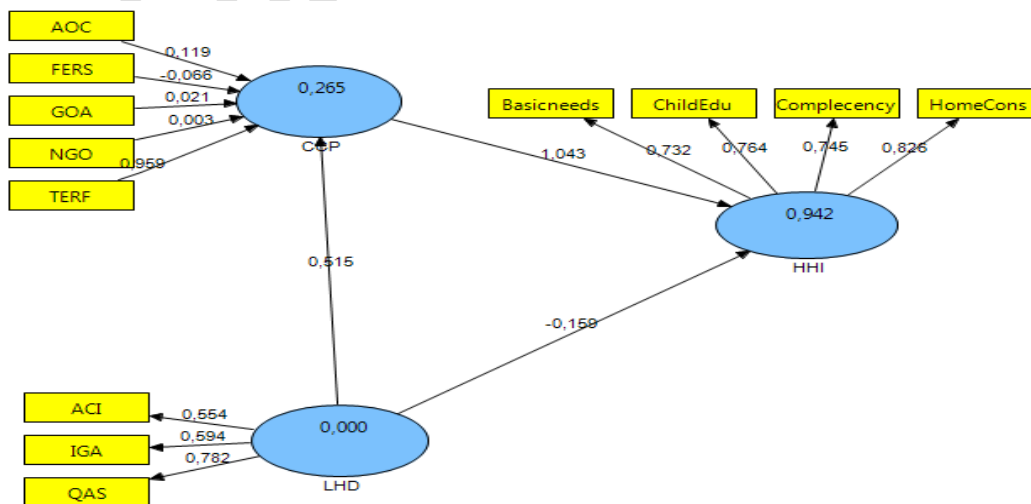 AOC
0,119
FERS
-0,066
0,265
GOA
0,021
Basicneeds ChildEdu Complecency HomeCons
NGO
0,003
CCP
0,959
1,043
0,732 0,764 0,745 0,826
TERF
0,942
HHI
0,515
-0,159
ACI
0,554
0,000
IGA
0,594
0,782
QAS
LHD